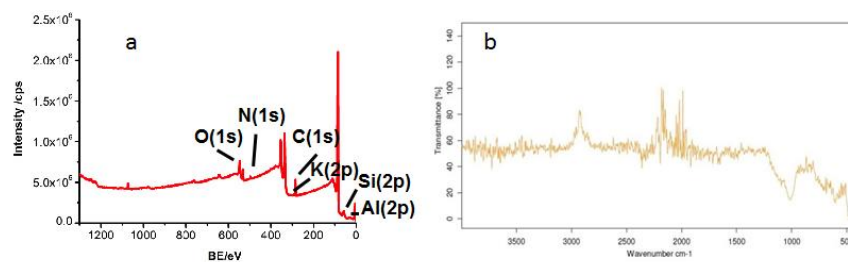 a
Intensity /cps
2.5x10⁶
2.0x10⁶
1.5x10⁶
1.0x10⁶
5.0x10⁵
0.0
O(1s)
N(1s)
C(1s)
K(2p)
Si(2p)
Al(2p)
1300 1000 800 600 400 200 0
BE/eV
b
Transmittance [%]
140
120
100
80
60
40
20
0
3500 3000 2500 2000 1500 1000 500
Wavenumber cm-1